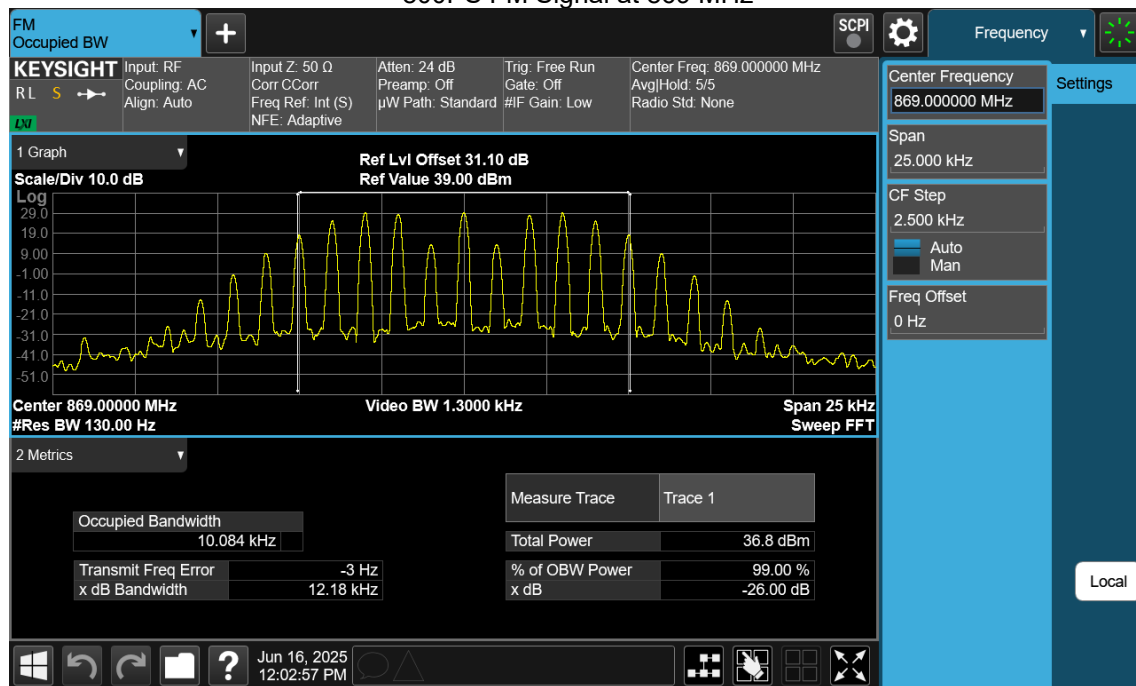 FM
Occupied BW
SCPI
Frequency
KEYSIGHT
RL S
LXI
Input: RF
Coupling: AC
Align: Auto
Input Z: 50 Ω
Corr CCorr
Freq Ref: Int (S)
NFE: Adaptive
Atten: 24 dB
Preamp: Off
µW Path: Standard
Trig: Free Run
Gate: Off
#IF Gain: Low
Center Freq: 869.000000 MHz
Avg|Hold: 5/5
Radio Std: None
Center Frequency
869.000000 MHz
Settings
Span
25.000 kHz
CF Step
2.500 kHz
Auto
Man
Freq Offset
0 Hz
1 Graph
Scale/Div 10.0 dB
Ref Lvl Offset 31.10 dB
Ref Value 39.00 dBm
Log
29.0
19.0
9.00
-1.00
-11.0
-21.0
-31.0
-41.0
-51.0
Center 869.00000 MHz
Video BW 1.3000 kHz
Span 25 kHz
#Res BW 130.00 Hz
Sweep FFT
2 Metrics
Measure Trace Trace 1
Occupied Bandwidth
10.084 kHz
Total Power 36.8 dBm
Transmit Freq Error -3 Hz
% of OBW Power 99.00 %
x dB Bandwidth 12.18 kHz
x dB -26.00 dB
Local
?
Jun 16, 2025
12:02:57 PM